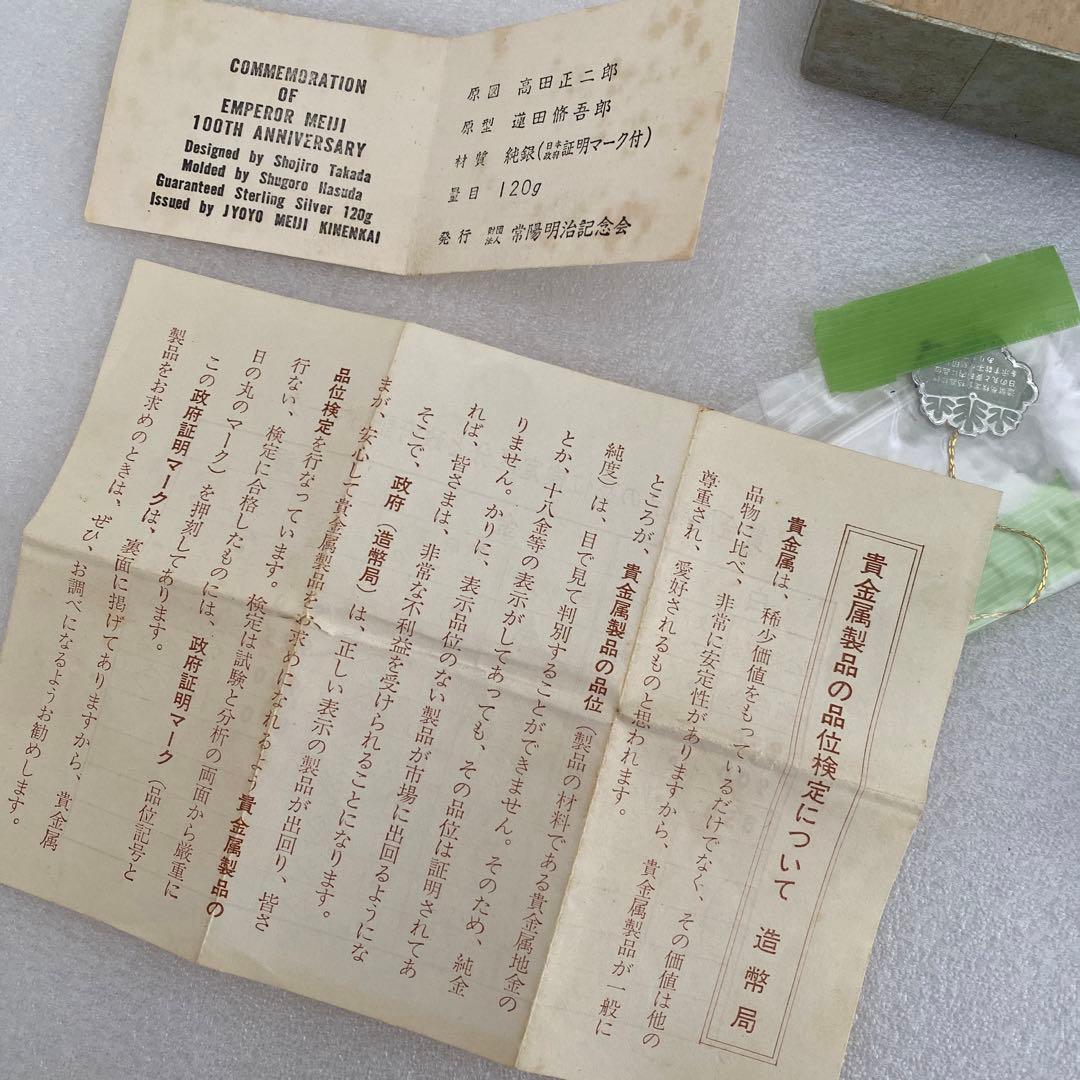 COMMEMORATION
OF
EMPEROR MEIJI
100TH ANNIVERSARY
Designed by Shojiro Takada
Molded by Shugoro Hasuda
Guaranteed Sterling Silver 120g
Issued by JYOYO MEIJI KINENKAI
原図 高田正二郎
原型 蓮田脩吾郎
材質 純銀(日本政府証明マーク付)
量目 120g
発行 財団法人 常陽明治記念会
貴金属製品の品位検定について 造幣局
貴金属は、稀少価値をもっているだけでなく、その価値は他の
品物に比べ、非常に安定性がありますから、貴金属製品が一般に
尊重され、愛好されるものと思われます。
ところが、貴金属製品の品位(製品の材料である貴金属地金の
純度)は、目で見て判別することができません。そのため、純金
とか、十八金等の表示がしてあっても、その品位は証明されてあ
りません。かりに、表示品位のない製品が市場に出回るようにな
れば、皆さまは、非常な不利益を受けられることになります。
そこで、政府(造幣局)は、正しい表示の製品が出回り、皆さ
まが、安心して貴金属製品をお求めになれるよう貴金属製品の
品位検定を行なっています。検定は試験と分析の両面から厳重に
行ない、検定に合格したものには、政府証明マーク(品位記号と
日の丸のマーク)を押刻してあります。
この政府証明マークは、裏面に掲げてありますから、貴金属
製品をお求めのときは、ぜひ、お調べになるようお勧めします。